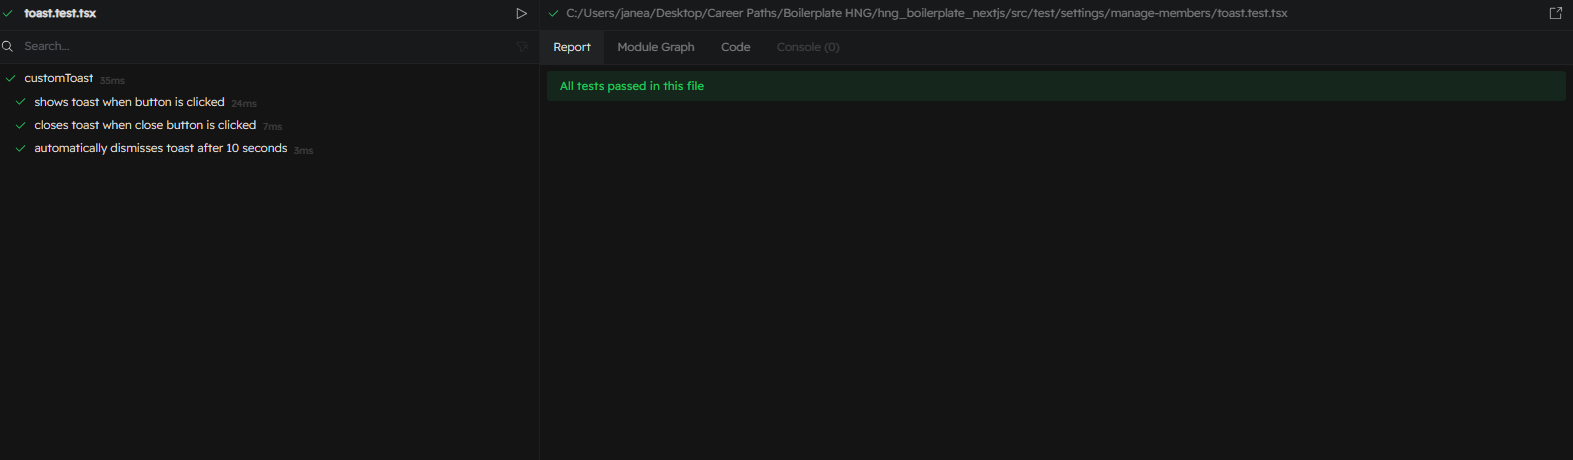 toast.test.tsx
Search...
customToast 35ms
shows toast when button is clicked 24ms
closes toast when close button is clicked 7ms
automatically dismisses toast after 10 seconds 3ms
C:/Users/janea/Desktop/Career Paths/Boilerplate HNG/hng_boilerplate_nextjs/src/test/settings/manage-members/toast.test.tsx
Report Module Graph Code Console (0)
All tests passed in this file